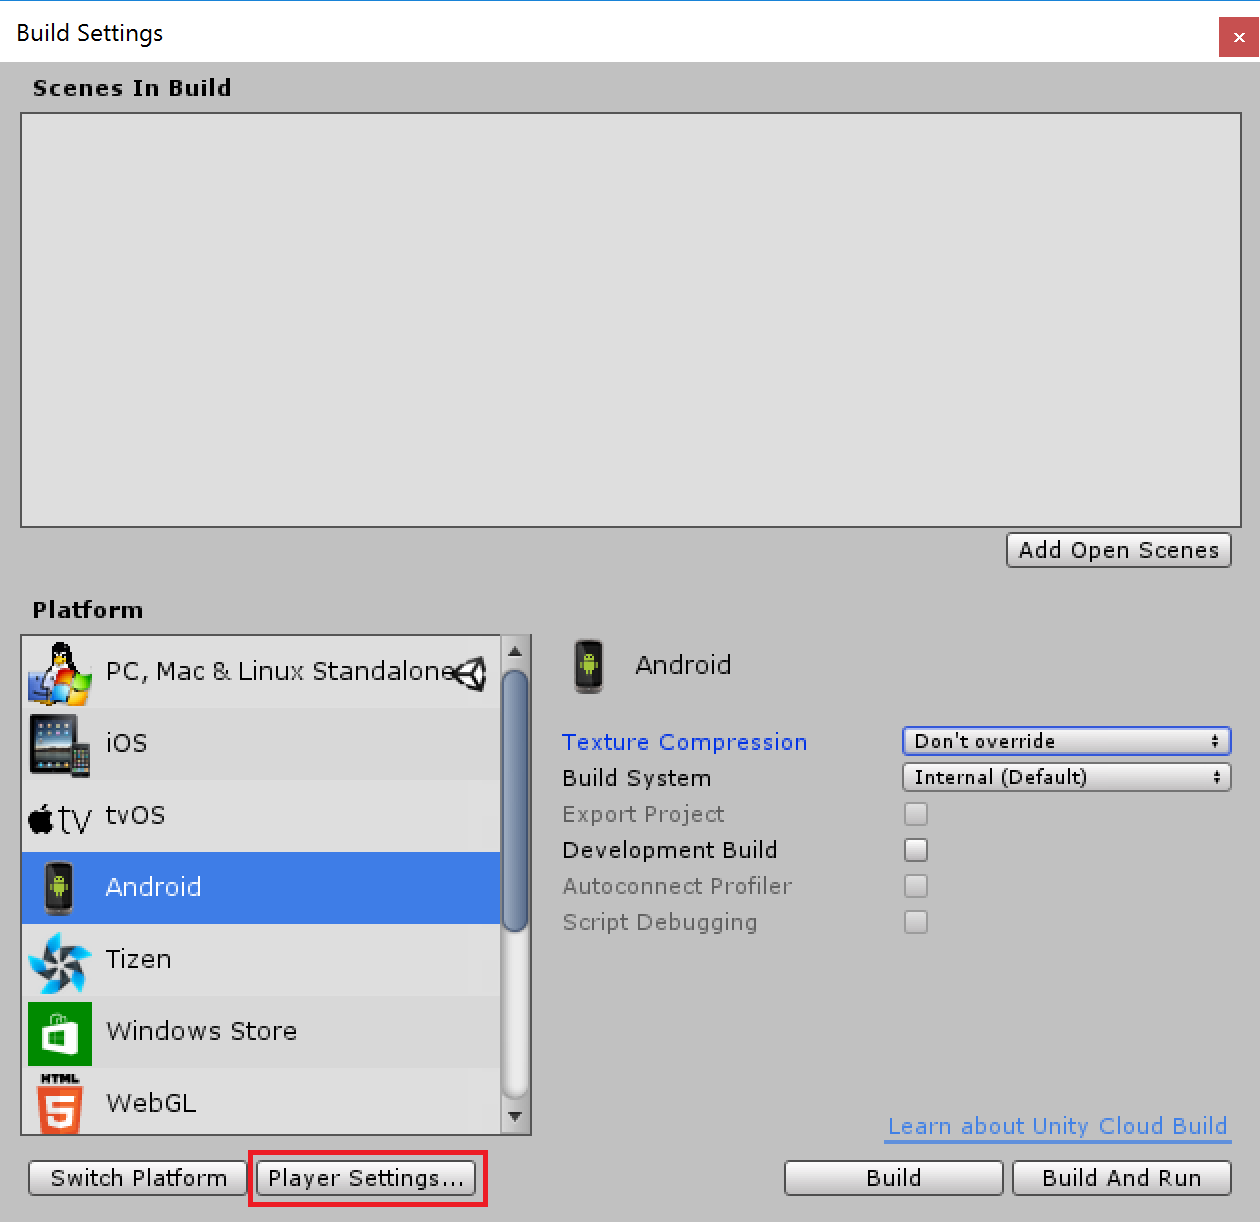 Build Settings
Scenes In Build
Add Open Scenes
Platform
PC, Mac & Linux Standalone
iOS
tv tvOS
Android
Tizen
Windows Store
HTML 5 WebGL
Android
Texture Compression Don't override
Build System Internal (Default)
Export Project
Development Build
Autoconnect Profiler
Script Debugging
Learn about Unity Cloud Build
Switch Platform Player Settings... Build Build And Run